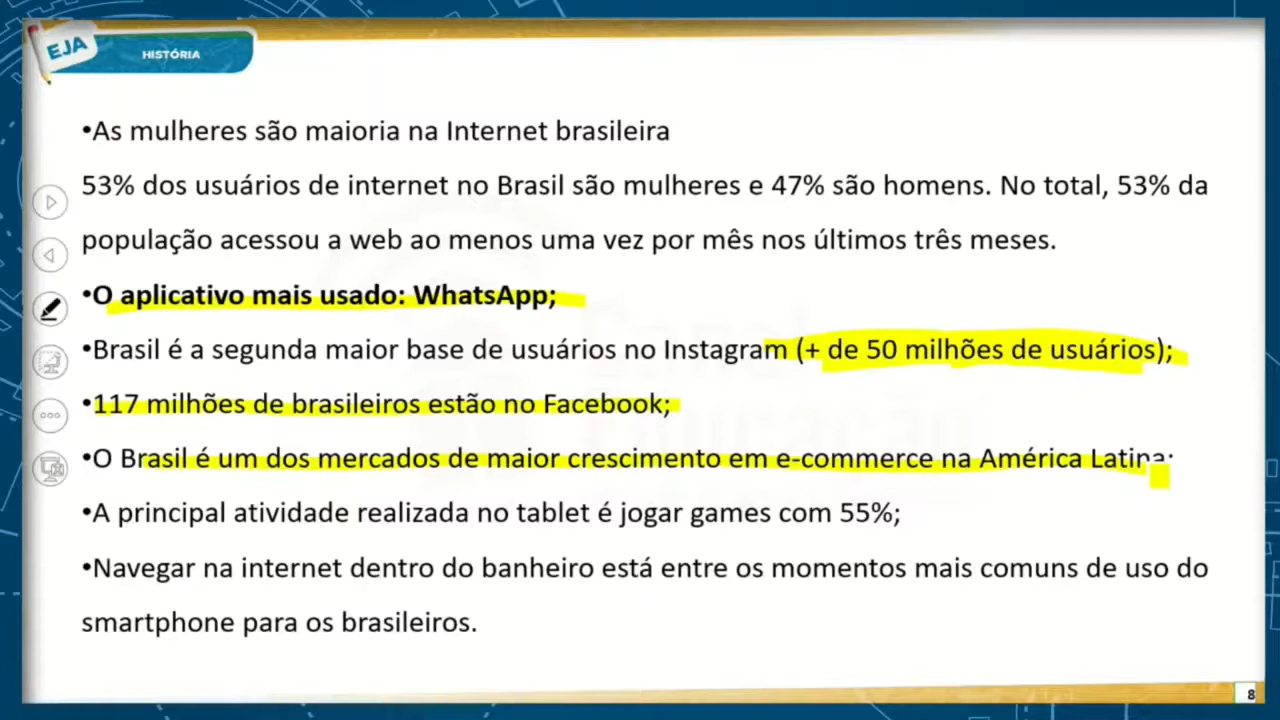 EJA
HISTÓRIA
•As mulheres são maioria na Internet brasileira
53% dos usuários de internet no Brasil são mulheres e 47% são homens. No total, 53% da
população acessou a web ao menos uma vez por mês nos últimos três meses.
•O aplicativo mais usado: WhatsApp;
•Brasil é a segunda maior base de usuários no Instagram (+ de 50 milhões de usuários);
•117 milhões de brasileiros estão no Facebook;
•O Brasil é um dos mercados de maior crescimento em e-commerce na América Latina;
•A principal atividade realizada no tablet é jogar games com 55%;
•Navegar na internet dentro do banheiro está entre os momentos mais comuns de uso do
smartphone para os brasileiros.
Canal
Educação
8